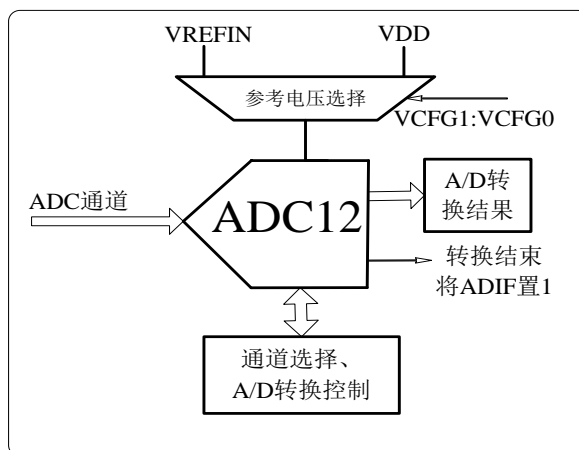 VREFIN
VDD
参考电压选择
VCFG1:VCFG0
ADC通道
ADC12
A/D转
换结果
转换结束
将ADIF置1
通道选择、
A/D转换控制